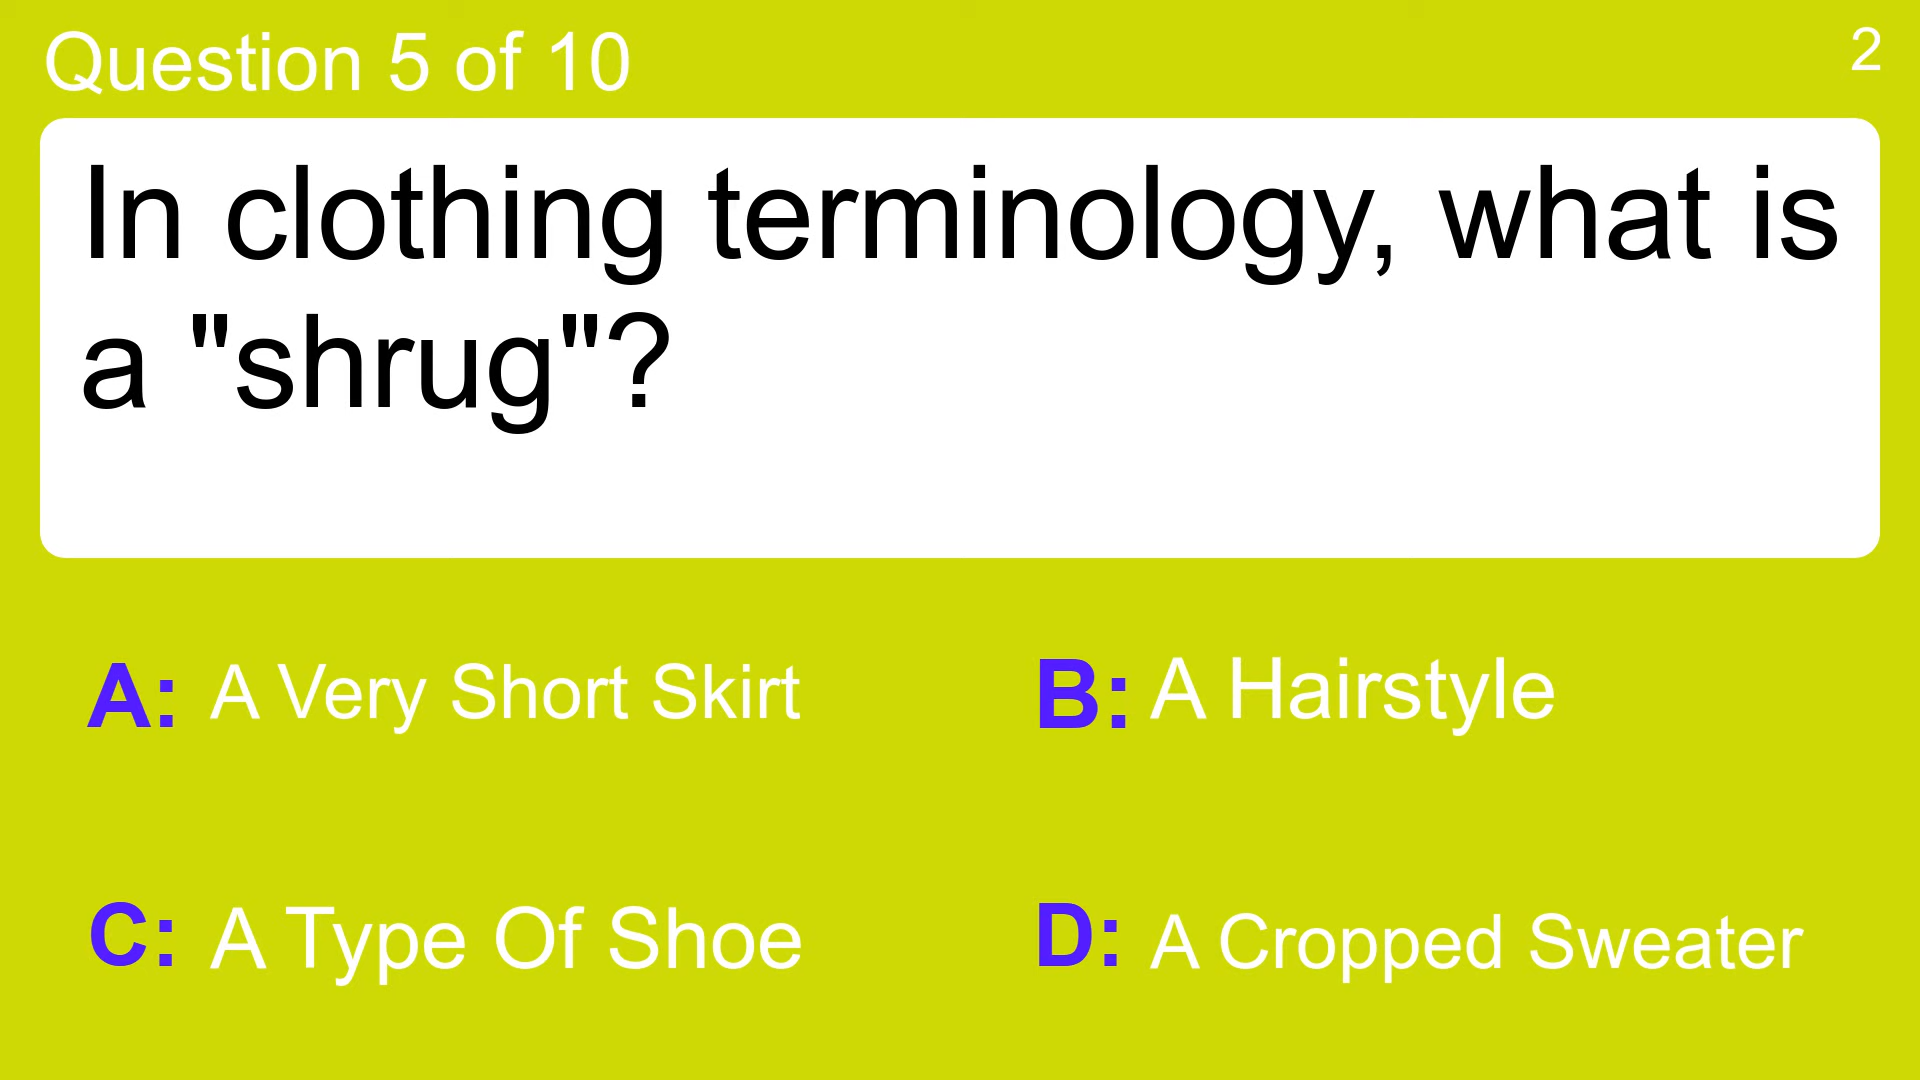 Question 5 of 10
2
In clothing terminology, what is
a "shrug"?
A: A Very Short Skirt
B: A Hairstyle
C: A Type Of Shoe
D: A Cropped Sweater